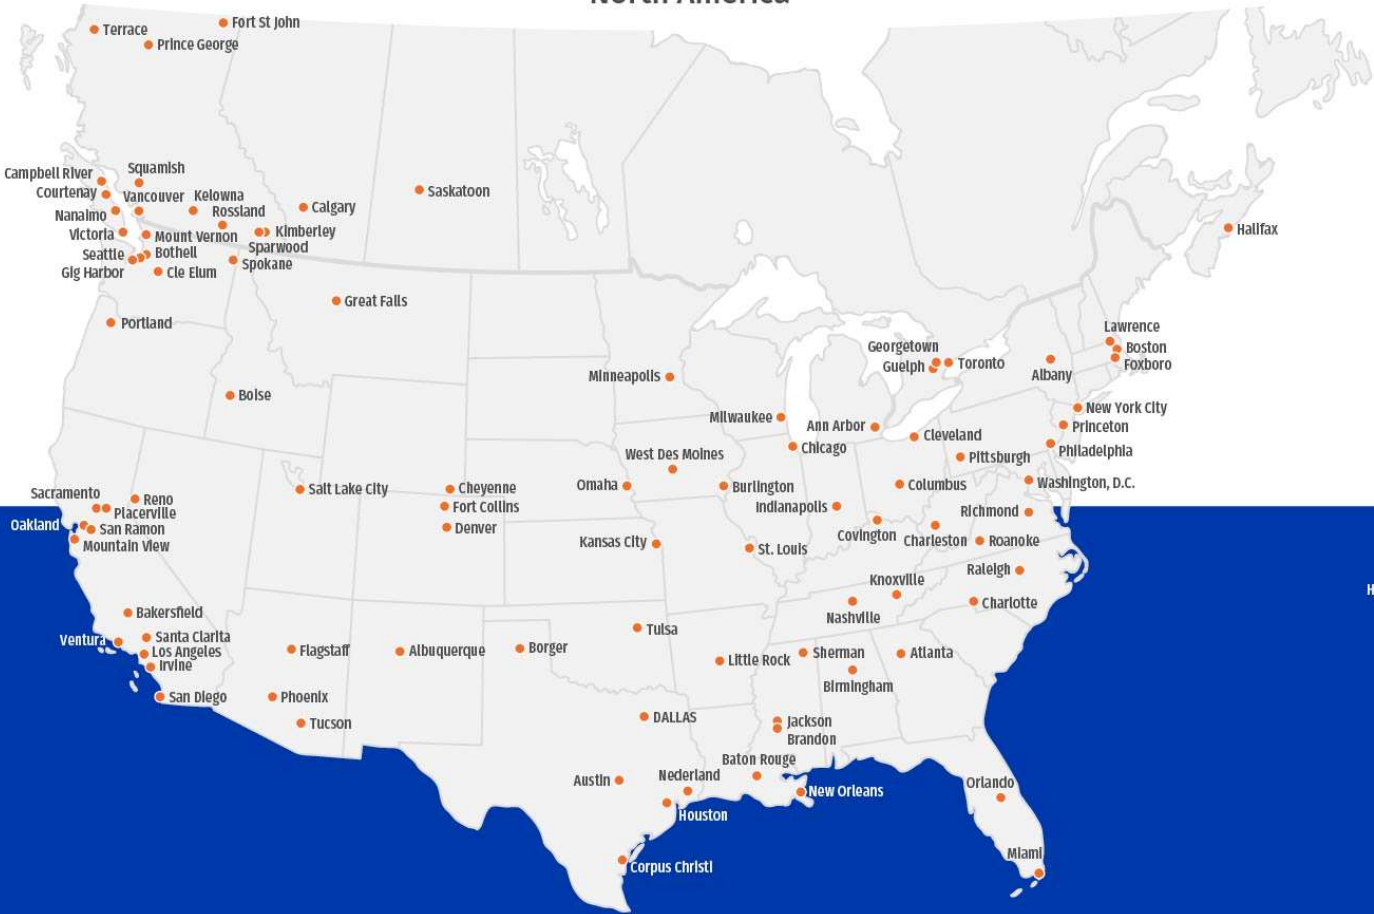 North America
Terrace
Fort St John
Prince George
Campbell River
Squamish
Courtenay
Vancouver
Kelowna
Saskatoon
Nanaimo
Rossland
Calgary
Victoria
Mount Vernon
Kimberley
Halifax
Seattle
Bothell
Sparwood
Gig Harbor
Cle Elum
Spokane
Great Falls
Portland
Lawrence
Georgetown
Boston
Guelph
Toronto
Foxboro
Minneapolis
Albany
Boise
New York City
Milwaukee
Ann Arbor
Princeton
Cleveland
Chicago
Philadelphia
West Des Moines
Pittsburgh
Salt Lake City
Cheyenne
Omaha
Burlington
Columbus
Washington, D.C.
Sacramento
Reno
Fort Collins
Indianapolis
Placerville
Richmond
Oakland
San Ramon
Denver
Covington
Charleston
Roanoke
Mountain View
Kansas City
St. Louis
Raleigh
Knoxville
Charlotte
Bakersfield
Nashville
Ventura
Santa Clarita
Tulsa
Los Angeles
Flagstaff
Albuquerque
Borger
Sherman
Atlanta
Irvine
Little Rock
Birmingham
San Diego
Phoenix
Tucson
DALLAS
Jackson
Brandon
Baton Rouge
Austin
Nederland
New Orleans
Orlando
Houston
Miami
Corpus Christi
H